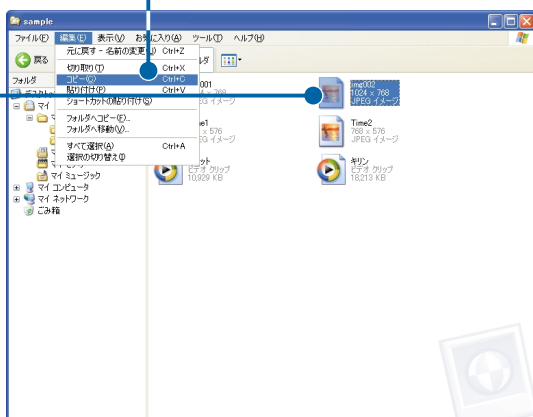 sample
ファイル(F) 編集(E) 表示(V) お気に入り(A) ツール(T) ヘルプ(H)
元に戻す - 名前の変更(U) Ctrl+Z
切り取り(T) Ctrl+X
コピー(C) Ctrl+C
貼り付け(P) Ctrl+V
ショートカットの貼り付け(S)
フォルダへコピー(F)...
フォルダへ移動(V)...
すべて選択(A) Ctrl+A
選択の切り替え(I)
戻る
フォルダ
マイ ミュージック
マイ コンピュータ
マイ ネットワーク
ごみ箱
img002
1024 x 768
JPEG イメージ
Time2
768 x 576
JPEG イメージ
ビデオ クリップ
10,929 KB
キリン
ビデオ クリップ
18,213 KB